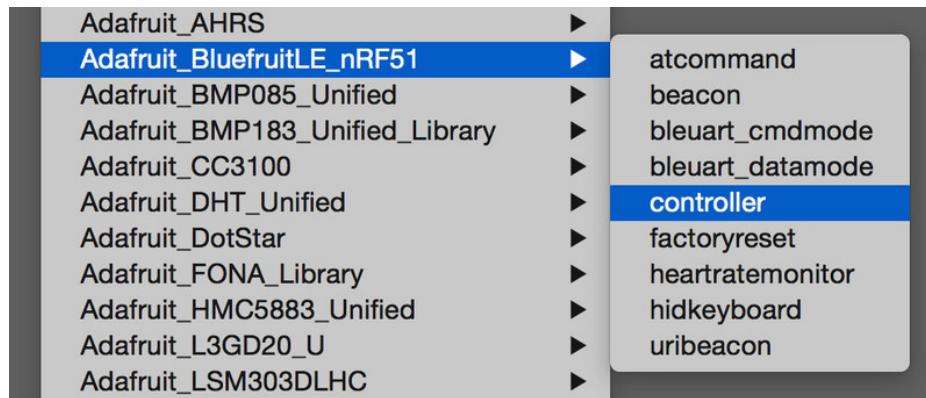 Adafruit_AHRS
Adafruit_BluefruitLE_nRF51
Adafruit_BMP085_Unified
Adafruit_BMP183_Unified_Library
Adafruit_CC3100
Adafruit_DHT_Unified
Adafruit_DotStar
Adafruit_FONA_Library
Adafruit_HMC5883_Unified
Adafruit_L3GD20_U
Adafruit_LSM303DLHC
atcommand
beacon
bleuart_cmdmode
bleuart_datamode
controller
factoryreset
heartratemonitor
hidkeyboard
uribeacon